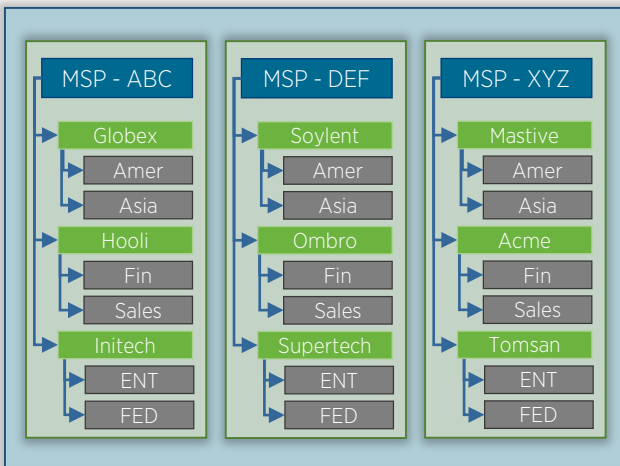 MSP - ABC
Globex
Amer
Asia
Hooli
Fin
Sales
Initech
ENT
FED
MSP - DEF
Soylent
Amer
Asia
Ombro
Fin
Sales
Supertech
ENT
FED
MSP - XYZ
Mastive
Amer
Asia
Acme
Fin
Sales
Tomsan
ENT
FED